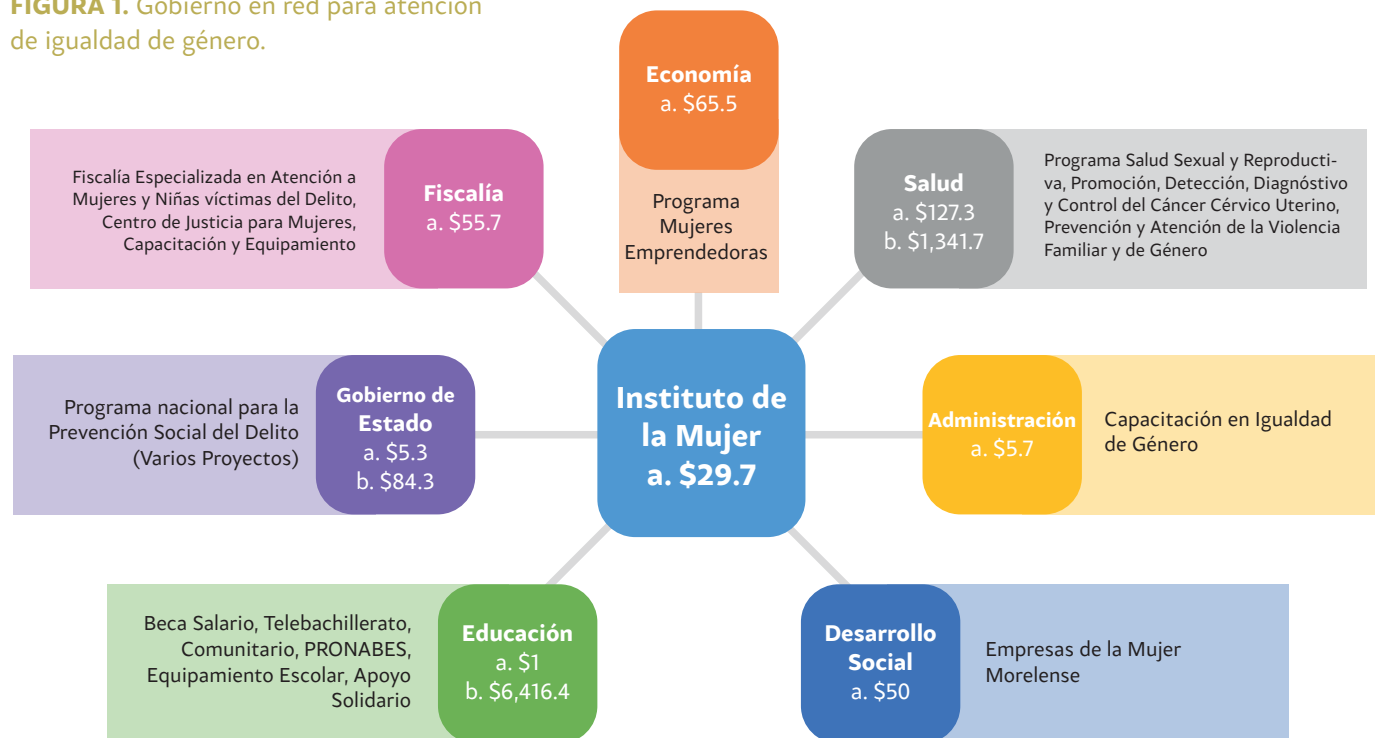 FIGURA 1. Gobierno en red para atención
de igualdad de género.
Economía
a. $65.5
Programa
Mujeres
Emprendedoras
Fiscalía Especializada en Atención a
Mujeres y Niñas víctimas del Delito,
Centro de Justicia para Mujeres,
Capacitación y Equipamiento
Fiscalía
a. $55.7
Salud
a. $127.3
b. $1,341.7
Programa Salud Sexual y Reproducti-
va, Promoción, Detección, Diagnóstivo
y Control del Cáncer Cérvico Uterino,
Prevención y Atención de la Violencia
Familiar y de Género
Programa nacional para la
Prevención Social del Delito
(Varios Proyectos)
Gobierno de
Estado
a. $5.3
b. $84.3
Instituto de
la Mujer
a. $29.7
Administración
a. $5.7
Capacitación en Igualdad
de Género
Beca Salario, Telebachillerato,
Comunitario, PRONABES,
Equipamiento Escolar, Apoyo
Solidario
Educación
a. $1
b. $6,416.4
Desarrollo
Social
a. $50
Empresas de la Mujer
Morelense